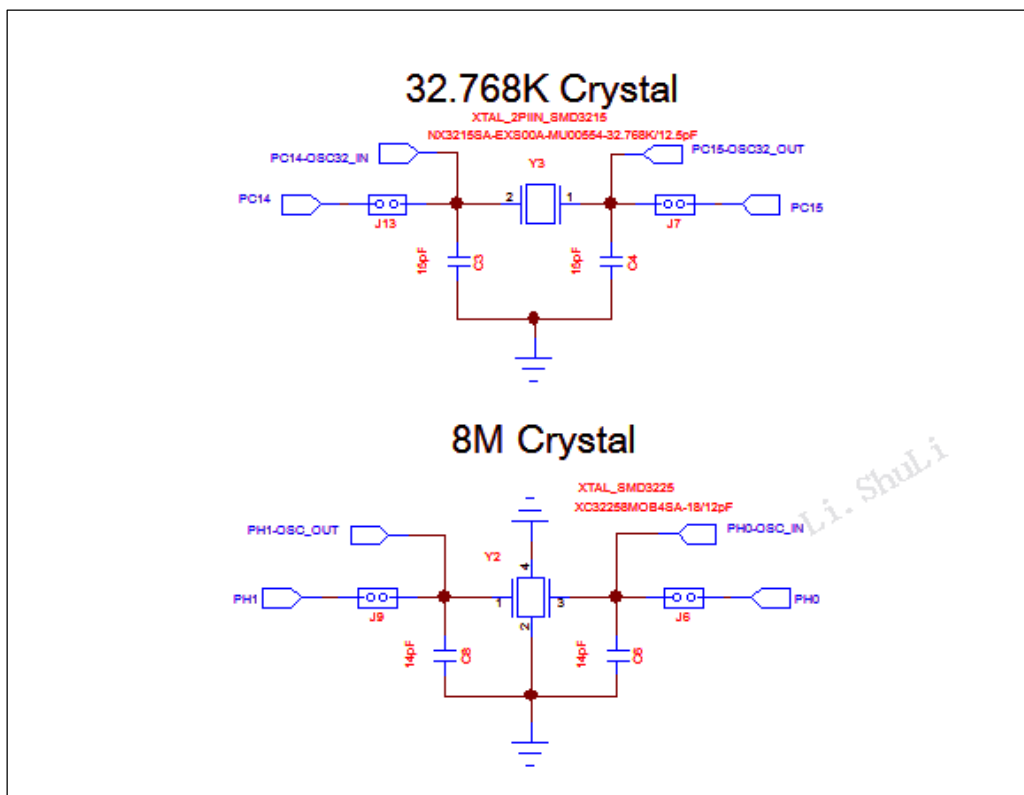 32.768K Crystal
XTAL_2PIIN_SMD3215
NX3215SA-EXS00A-MU00554-32.768K/12.5pF
PC14-OSC32_IN
PC15-OSC32_OUT
Y3
PC14
2
1
PC15
J13
J7
15pF
C3
15pF
C4
8M Crystal
XTAL_SMD3225
XC32258MOB4SA-18/12pF
PH1-OSC_OUT
PH0-OSC_IN
Y2
4
PH1
1
3
PH0
J9
J6
2
14pF
14pF
Li.ShuLi